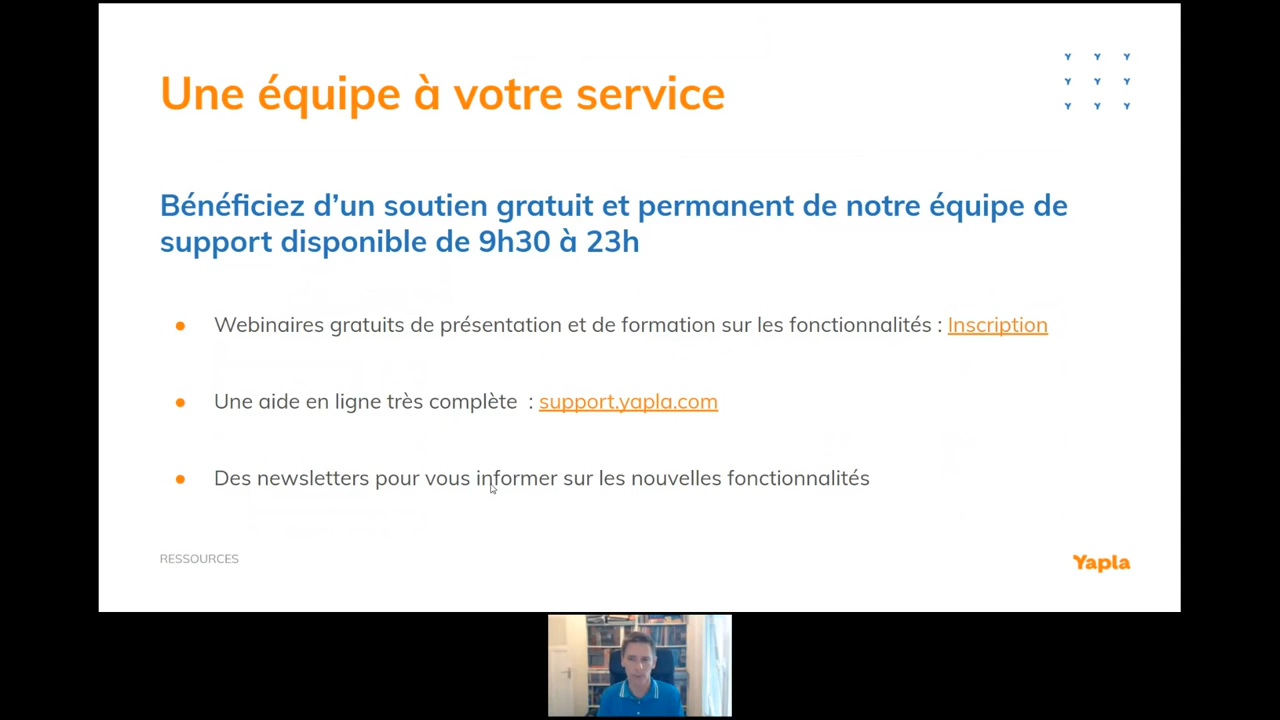 Une équipe à votre service
Bénéficiez d’un soutien gratuit et permanent de notre équipe de
support disponible de 9h30 à 23h
Webinaires gratuits de présentation et de formation sur les fonctionnalités : Inscription
Une aide en ligne très complète  : support.yapla.com
Des newsletters pour vous informer sur les nouvelles fonctionnalités
RESSOURCES
Yapla